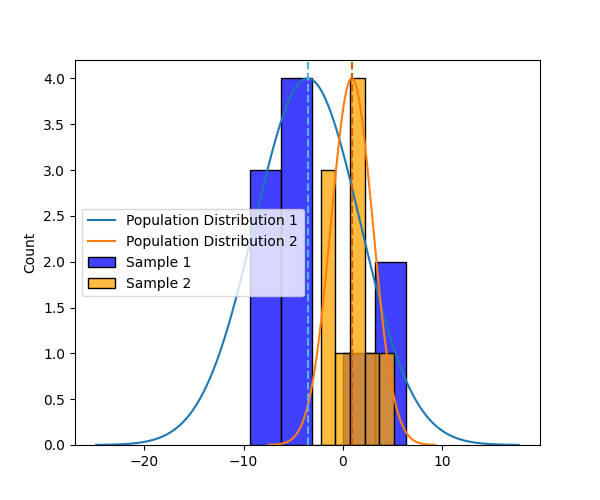 4.0
3.5
3.0
2.5
2.0
1.5
1.0
0.5
0.0
Count
Population Distribution 1
Population Distribution 2
Sample 1
Sample 2
−20 −10 0 10